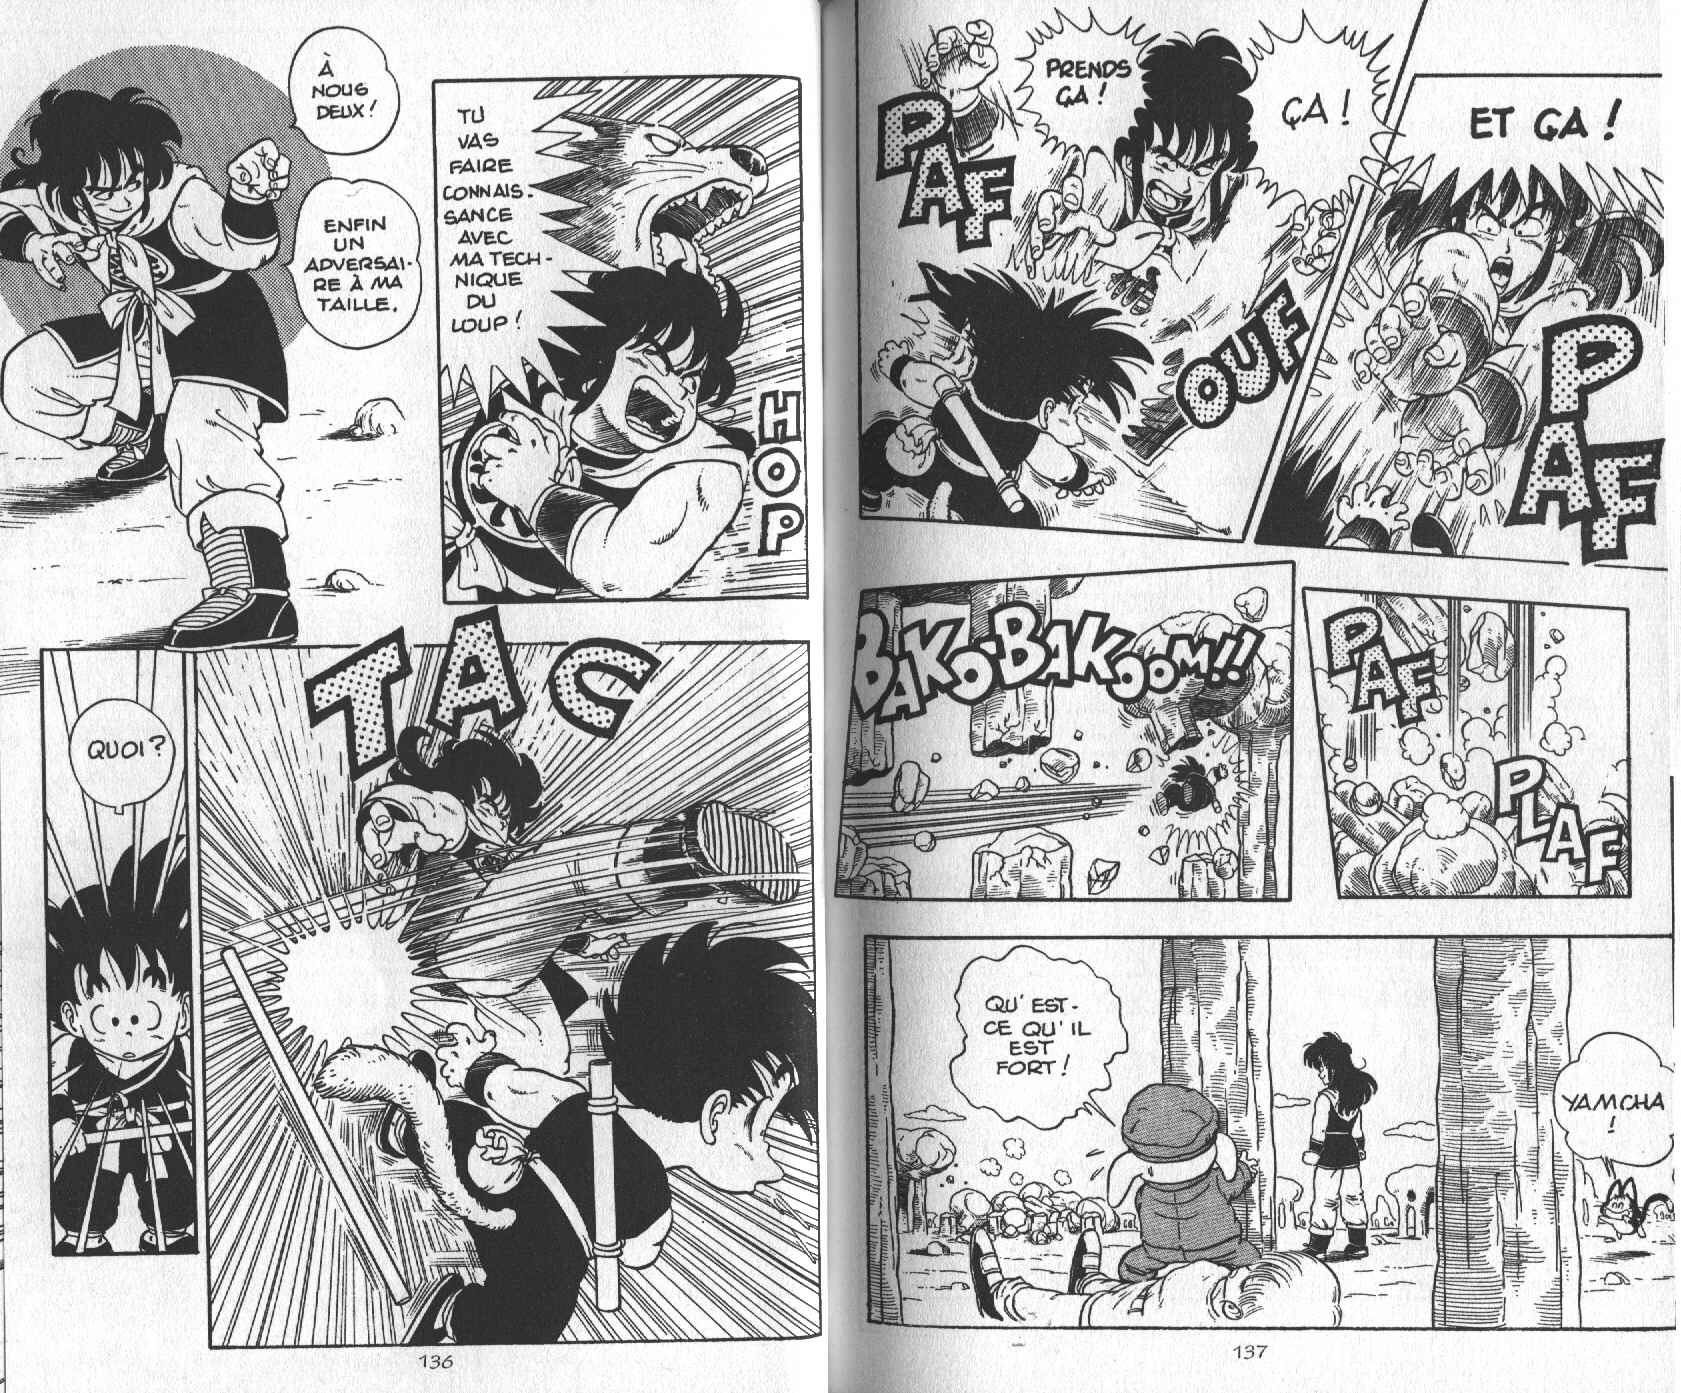 À
NOUS
DEUX!
ENFIN
UN
ADVERSAI-
RE À MA
TAILLE.
TU
VAS
FAIRE
CONNAIS-
SANCE
AVEC
MA TECH-
NIQUE
DU
LOUP!
HOP
QUOI?
TAC
136
PRENDS
ÇA!
ÇA!
PAF
OUF
ET ÇA!
PAF
BAKO-BAKOOM!!
PAF
PLAF
QU'EST-
CE QU'IL
EST
FORT!
YAMCHA
!
137